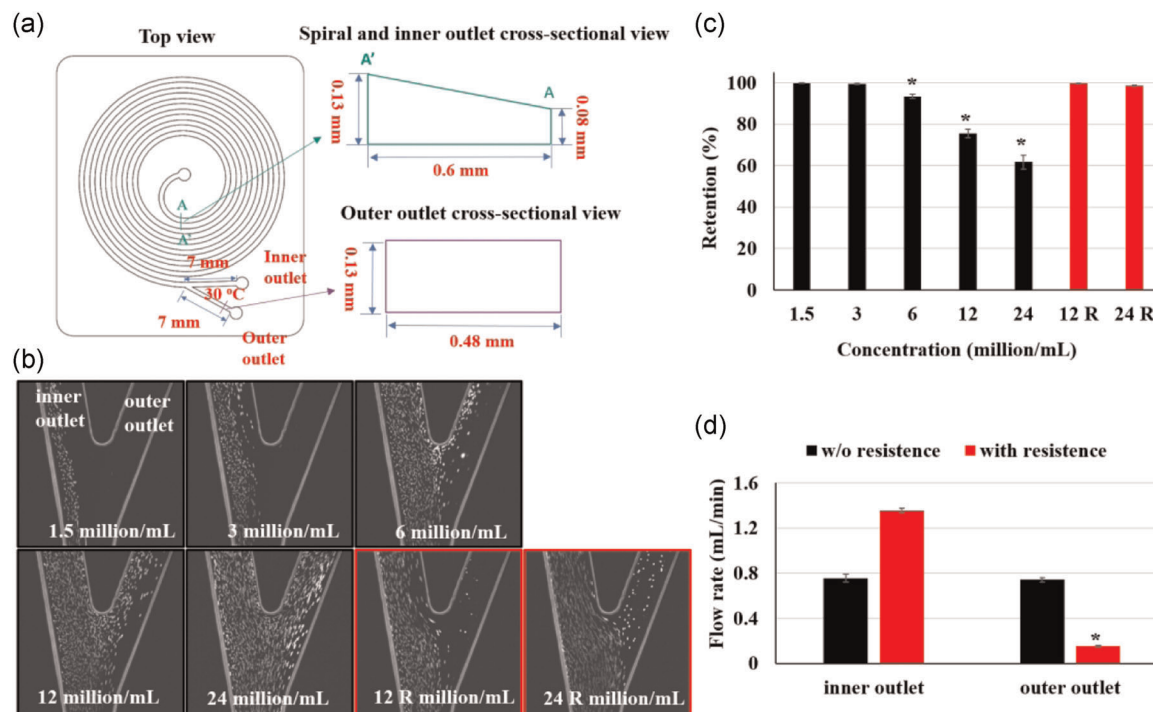 (a)
Top view
Spiral and inner outlet cross-sectional view
A'
A
0.13 mm
0.08 mm
0.6 mm
A
A'
7 mm
Inner
outlet
30 °C
7 mm
Outer
outlet
Outer outlet cross-sectional view
0.13 mm
0.48 mm
(b)
inner
outlet
outer
outlet
1.5 million/mL
3 million/mL
6 million/mL
12 million/mL
24 million/mL
12 R million/mL
24 R million/mL
(c)
Retention (%)
100
80
60
40
20
0
*
*
*
1.5 3 6 12 24 12 R 24 R
Concentration (million/mL)
(d)
w/o resistence with resistence
Flow rate (mL/min)
1.6
1.2
0.8
0.4
0
*
inner outlet outer outlet